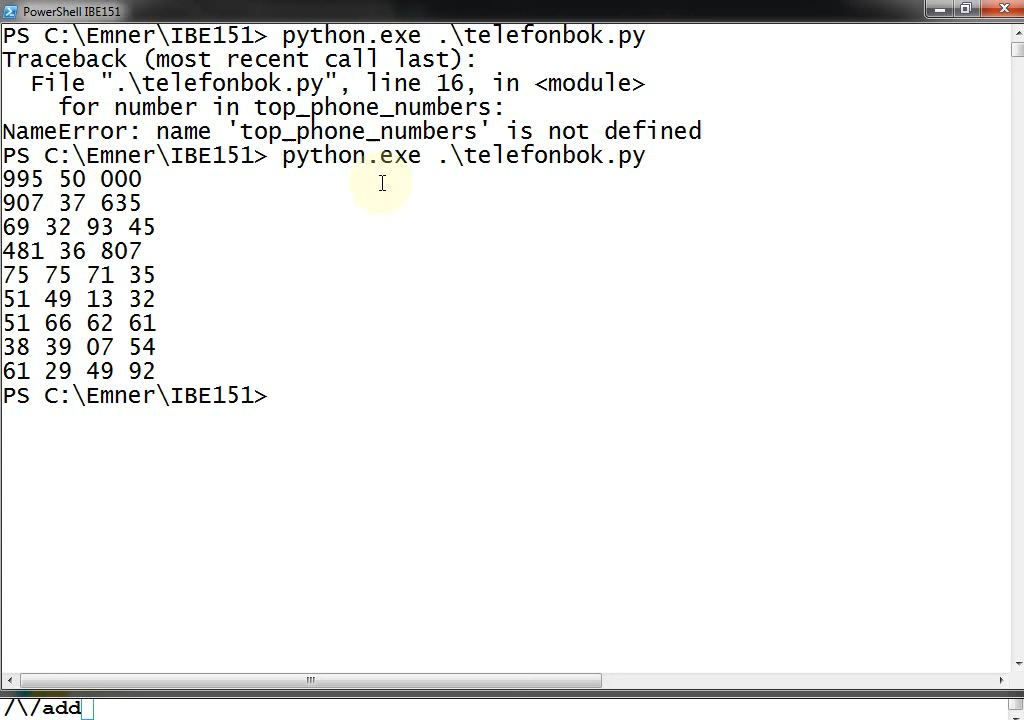 PowerShell IBE151
PS C:\Emner\IBE151> python.exe .\telefonbok.py
Traceback (most recent call last):
  File ".\telefonbok.py", line 16, in <module>
    for number in top_phone_numbers:
NameError: name 'top_phone_numbers' is not defined
PS C:\Emner\IBE151> python.exe .\telefonbok.py
995 50 000
907 37 635
69 32 93 45
481 36 807
75 75 71 35
51 49 13 32
51 66 62 61
38 39 07 54
61 29 49 92
PS C:\Emner\IBE151>
/\/add